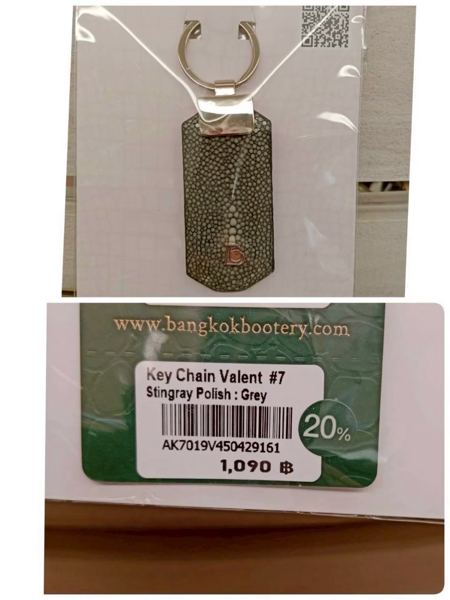 B
www.bangkokbootery.com
Key Chain Valent #7
Stingray Polish : Grey
20%
AK7019V450429161
1,090 ฿